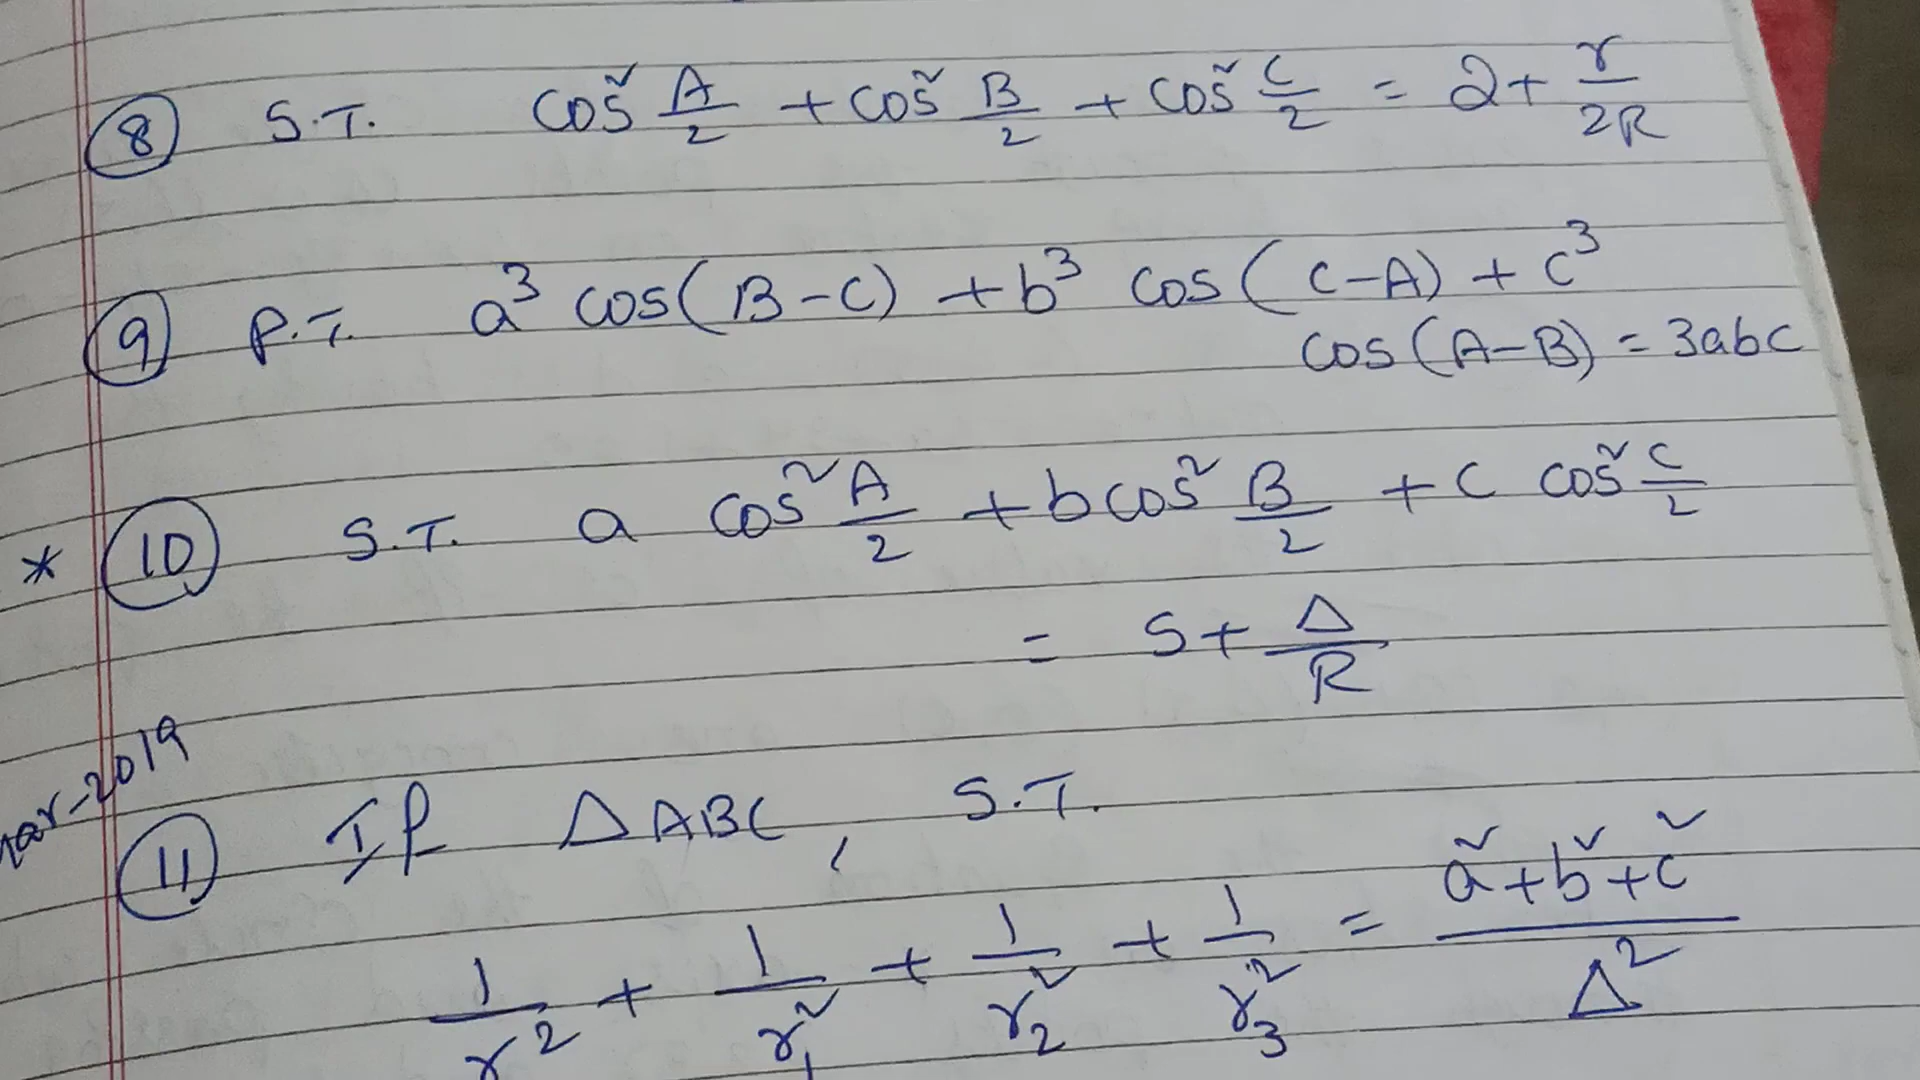 8 S.T. cos² A/2 + cos² B/2 + cos² C/2 = 2 + r/2R
9 P.T. a³ cos(B-C) + b³ cos(C-A) + c³
cos(A-B) = 3abc
* 10 S.T. a cos² A/2 + b cos² B/2 + c cos² C/2
= S + Δ/R
ar-2019
11 If ΔABC, S.T.
1/r² + 1/r₁² + 1/r₂² + 1/r₃² = a² + b² + c² / Δ²